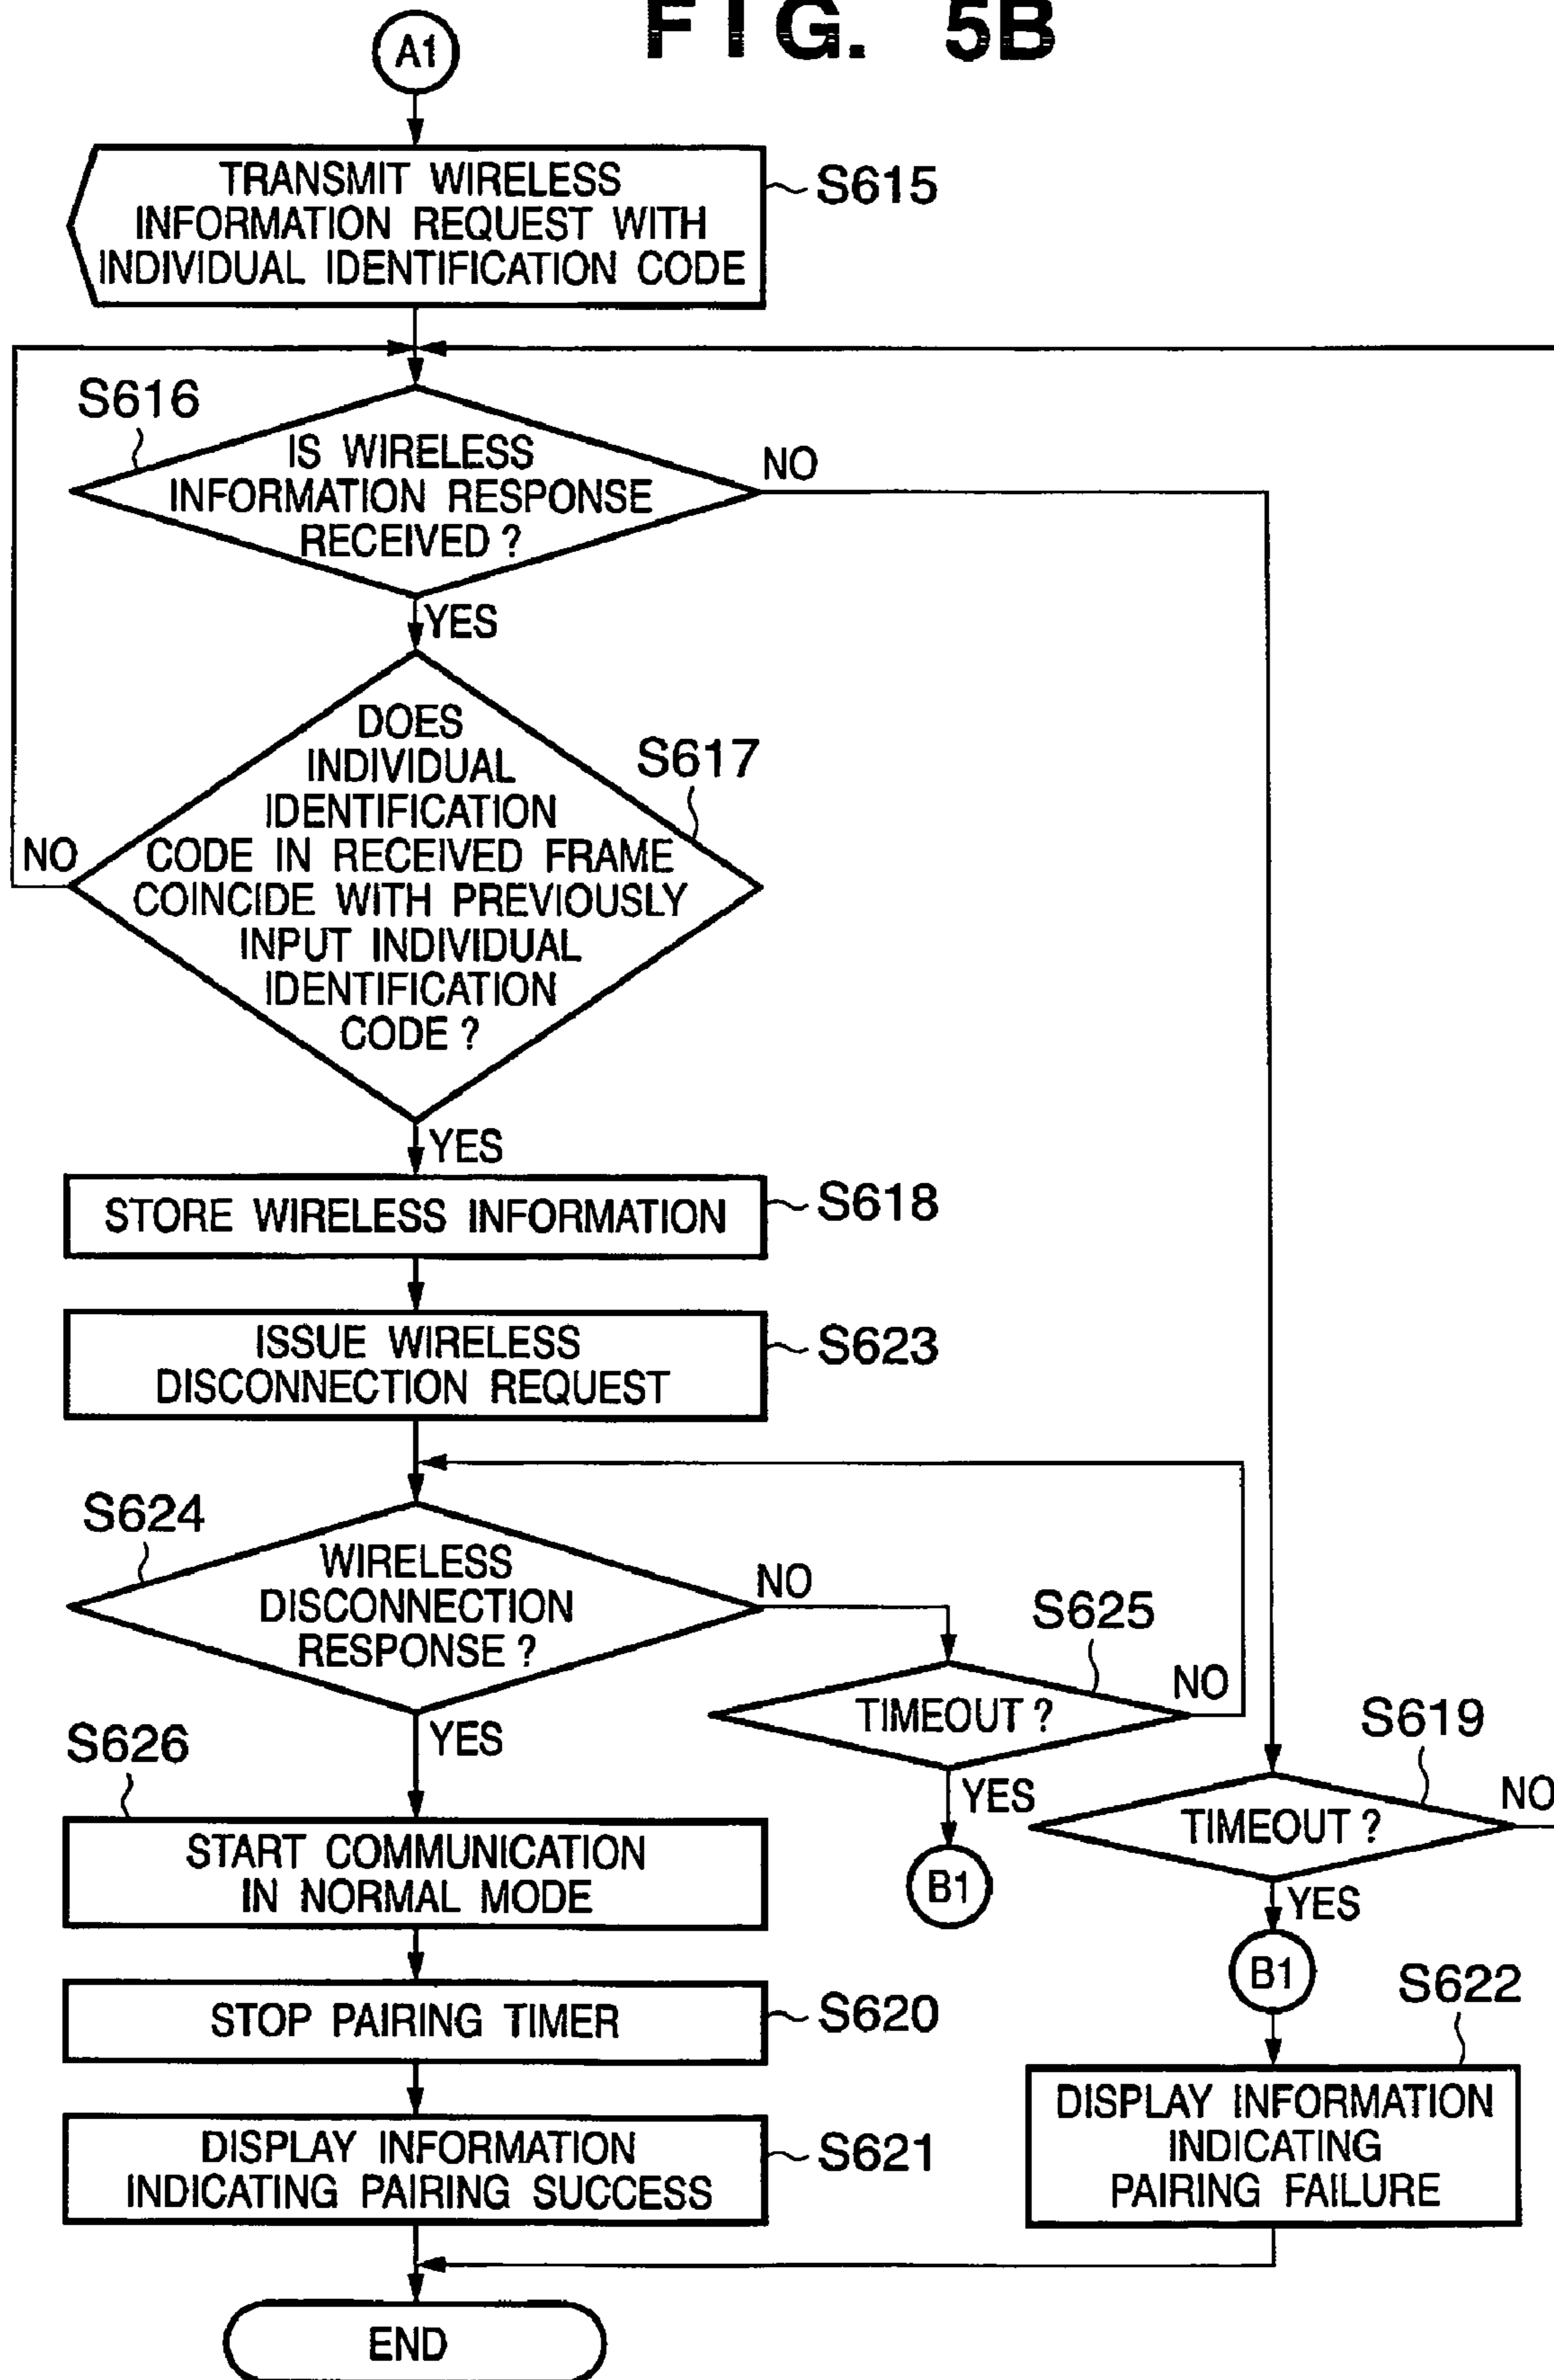 FIG. 5B
A1
TRANSMIT WIRELESS
INFORMATION REQUEST WITH
INDIVIDUAL IDENTIFICATION CODE
S615
S616
IS WIRELESS
INFORMATION RESPONSE
RECEIVED ?
NO
YES
DOES
INDIVIDUAL
IDENTIFICATION
CODE IN RECEIVED FRAME
COINCIDE WITH PREVIOUSLY
INPUT INDIVIDUAL
IDENTIFICATION
CODE ?
S617
NO
YES
STORE WIRELESS INFORMATION
S618
ISSUE WIRELESS
DISCONNECTION REQUEST
S623
S624
WIRELESS
DISCONNECTION
RESPONSE ?
NO
YES
S625
TIMEOUT ?
NO
YES
B1
S619
TIMEOUT ?
NO
YES
B1
S626
START COMMUNICATION
IN NORMAL MODE
STOP PAIRING TIMER
S620
S622
DISPLAY INFORMATION
INDICATING
PAIRING FAILURE
DISPLAY INFORMATION
INDICATING PAIRING SUCCESS
S621
END